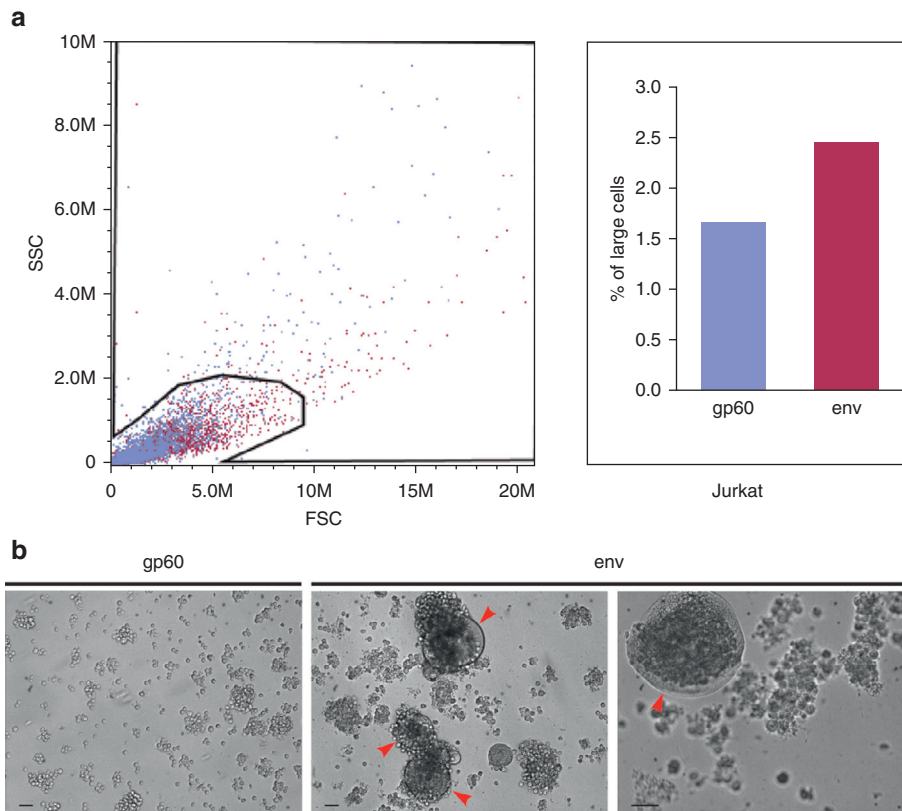 a
10M
8.0M
6.0M
4.0M
2.0M
0
SSC
0 5.0M 10M 15M 20M
FSC
3.0
2.5
2.0
1.5
1.0
0.5
0.0
% of large cells
gp60 env
Jurkat
b
gp60 env